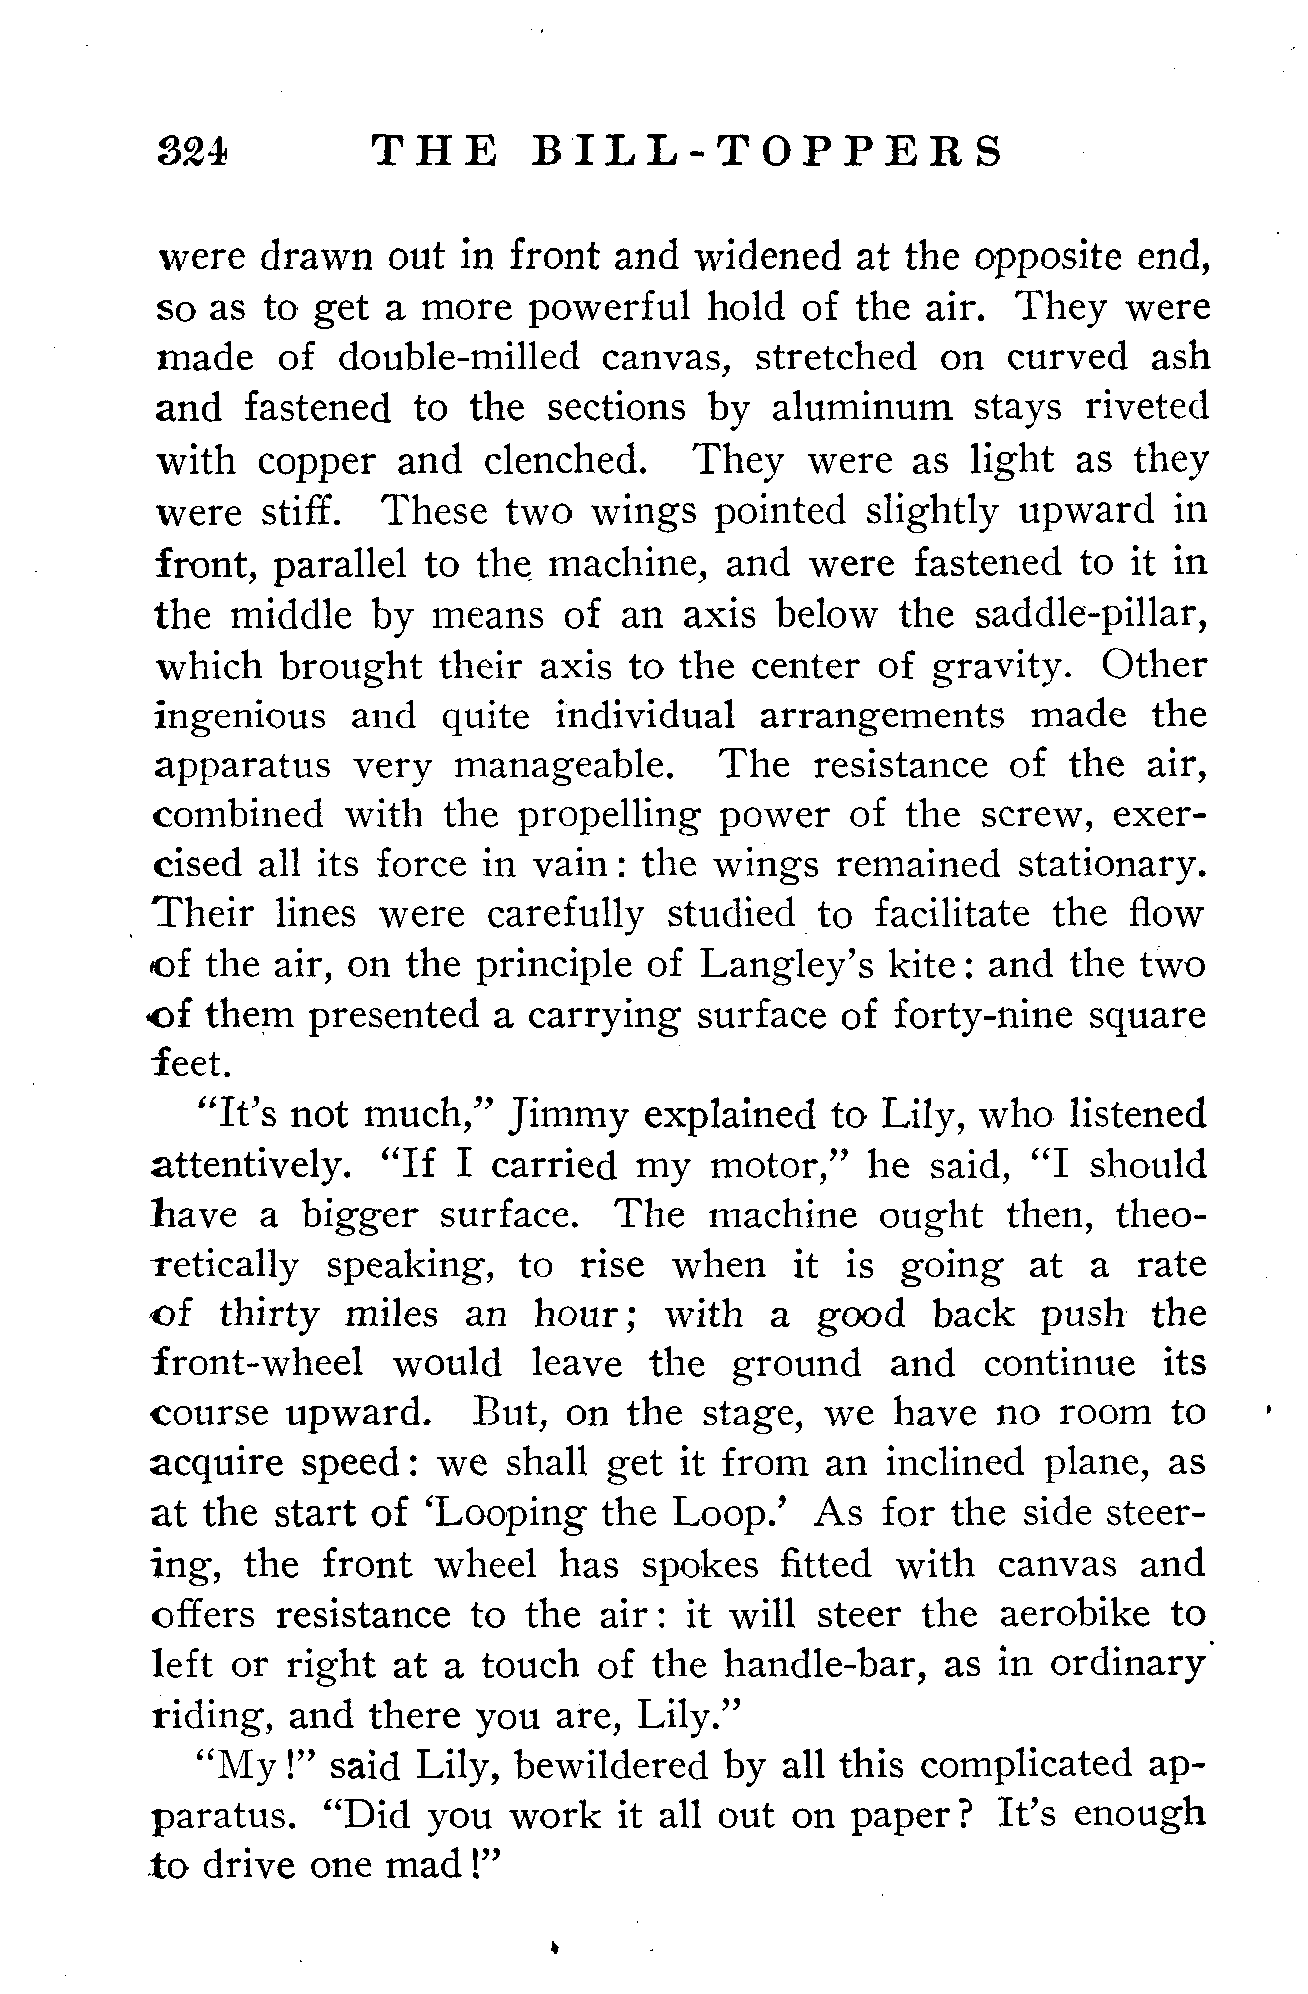 324 THE BILL-TOPPERS
were drawn out in front and widened at the opposite end,
so as to get a more powerful hold of the air. They were
made of double-milled canvas, stretched on curved ash
and fastened to the sections by aluminum stays riveted
with copper and clenched. They were as light as they
were stiff. These two wings pointed slightly upward in
front, parallel to the machine, and were fastened to it in
the middle by means of an axis below the saddle-pillar,
which brought their axis to the center of gravity. Other
ingenious and quite individual arrangements made the
apparatus very manageable. The resistance of the air,
combined with the propelling power of the screw, exer-
cised all its force in vain: the wings remained stationary.
Their lines were carefully studied to facilitate the flow
of the air, on the principle of Langley's kite: and the two
of them presented a carrying surface of forty-nine square
feet.
"It's not much," Jimmy explained to Lily, who listened
attentively. "If I carried my motor," he said, "I should
have a bigger surface. The machine ought then, theo-
retically speaking, to rise when it is going at a rate
of thirty miles an hour; with a good back push the
front-wheel would leave the ground and continue its
course upward. But, on the stage, we have no room to
acquire speed: we shall get it from an inclined plane, as
at the start of 'Looping the Loop.' As for the side steer-
ing, the front wheel has spokes fitted with canvas and
offers resistance to the air: it will steer the aerobike to
left or right at a touch of the handle-bar, as in ordinary
riding, and there you are, Lily."
"My!" said Lily, bewildered by all this complicated ap-
paratus. "Did you work it all out on paper? It's enough
to drive one mad!"